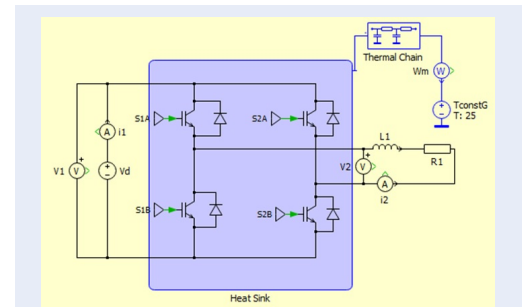 Thermal Chain
Wm
W
TconstG
T: 25
S1A
S2A
A
i1
L1
V1
V
Vd
V2
V
R1
A
i2
S1B
S2B
Heat Sink